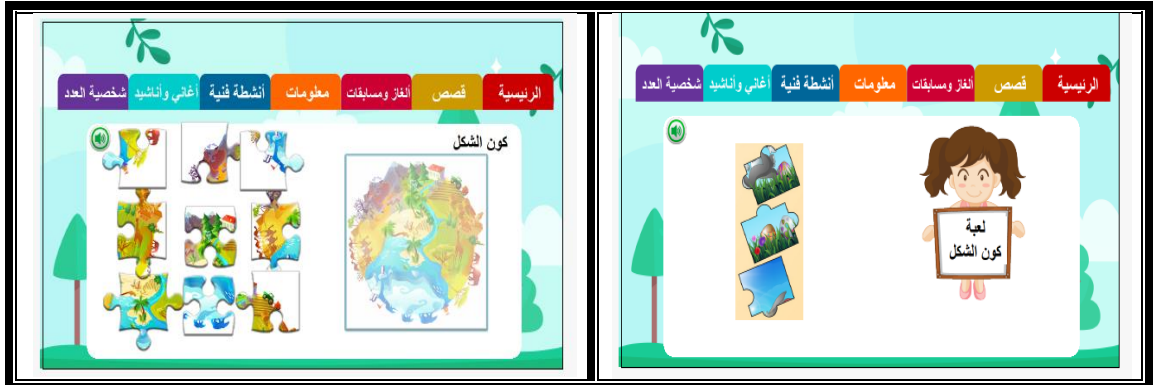 الرئيسية قصص ألغاز ومسابقات معلومات أنشطة فنية أغاني وأناشيد شخصية العدد
لعبة
كون الشكل
الرئيسية قصص ألغاز ومسابقات معلومات أنشطة فنية أغاني وأناشيد شخصية العدد
كون الشكل